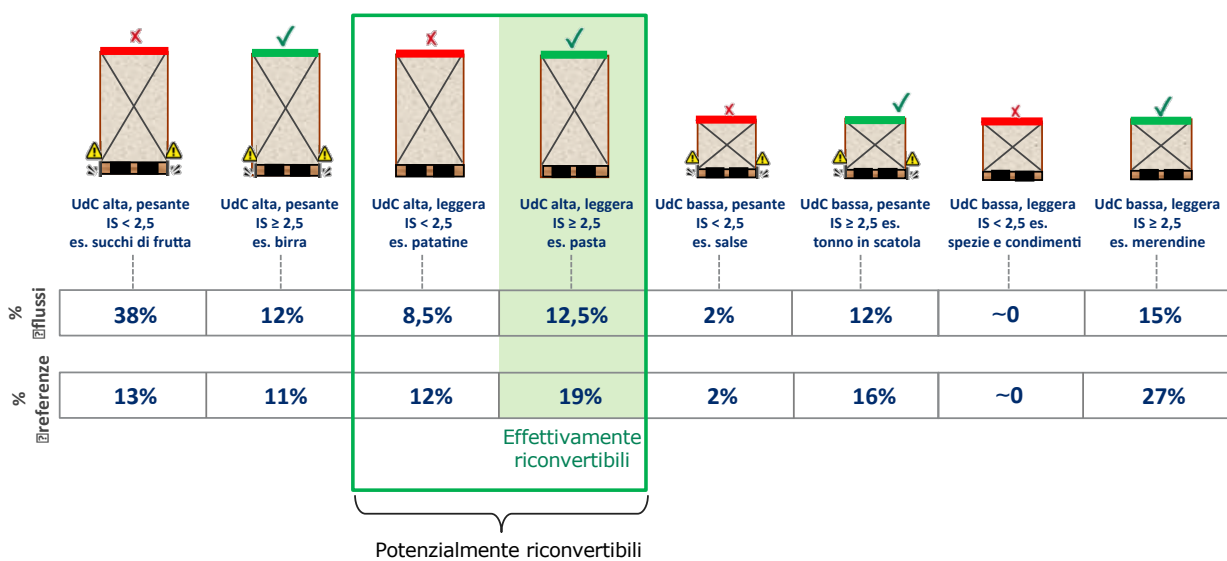 UdC alta, pesante
IS < 2,5
es. succhi di frutta
UdC alta, pesante
IS ≥ 2,5
es. birra
UdC alta, leggera
IS < 2,5
es. patatine
UdC alta, leggera
IS ≥ 2,5
es. pasta
UdC bassa, pesante
IS < 2,5
es. salse
UdC bassa, pesante
IS ≥ 2,5 es.
tonno in scatola
UdC bassa, leggera
IS < 2,5 es.
spezie e condimenti
UdC bassa, leggera
IS ≥ 2,5
es. merendine
%
flussi
38%
12%
8,5%
12,5%
2%
12%
~0
15%
%
referenze
13%
11%
12%
19%
2%
16%
~0
27%
Effettivamente
riconvertibili
Potenzialmente riconvertibili